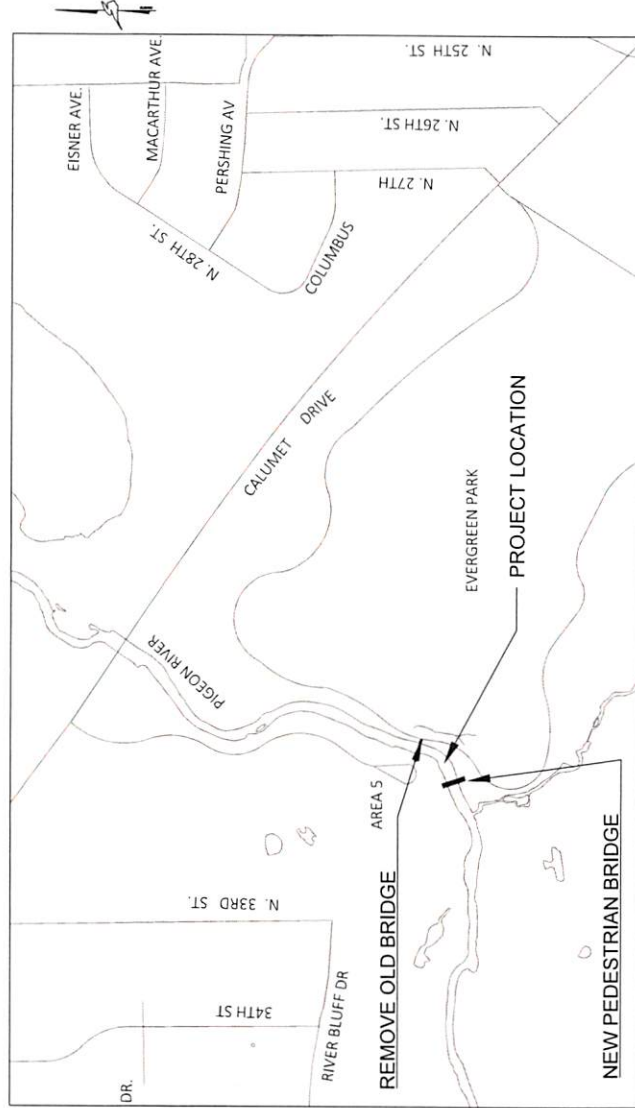 EISNER AVE.
MACARTHUR AVE.
PERSHING AV
N. 25TH ST.
N. 26TH ST.
N. 27TH
N. 28TH ST.
COLUMBUS
CALUMET DRIVE
PIGEON RIVER
EVERGREEN PARK
PROJECT LOCATION
AREA 5
N. 33RD ST.
34TH ST
DR.
RIVER BLUFF DR
REMOVE OLD BRIDGE
NEW PEDESTRIAN BRIDGE